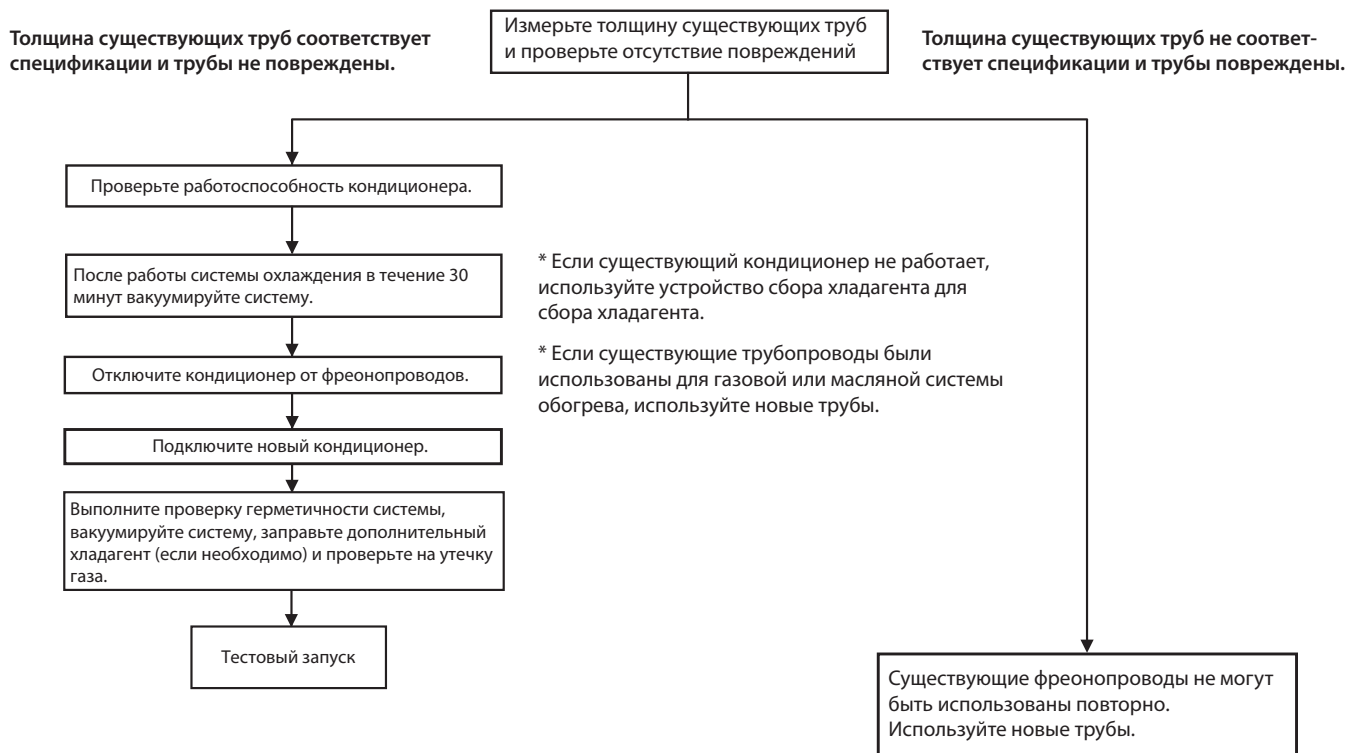 Измерьте толщину существующих труб
и проверьте отсутствие повреждений
Толщина существующих труб соответствует
спецификации и трубы не повреждены.
Толщина существующих труб не соответ-
ствует спецификации и трубы повреждены.
Проверьте работоспособность кондиционера.
После работы системы охлаждения в течение 30
минут вакуумируйте систему.
* Если существующий кондиционер не работает,
используйте устройство сбора хладагента для
сбора хладагента.
* Если существующие трубопроводы были
использованы для газовой или масляной системы
обогрева, используйте новые трубы.
Отключите кондиционер от фреонопроводов.
Подключите новый кондиционер.
Выполните проверку герметичности системы,
вакуумируйте систему, заправьте дополнительный
хладагент (если необходимо) и проверьте на утечку
газа.
Тестовый запуск
Существующие фреонопроводы не могут
быть использованы повторно.
Используйте новые трубы.